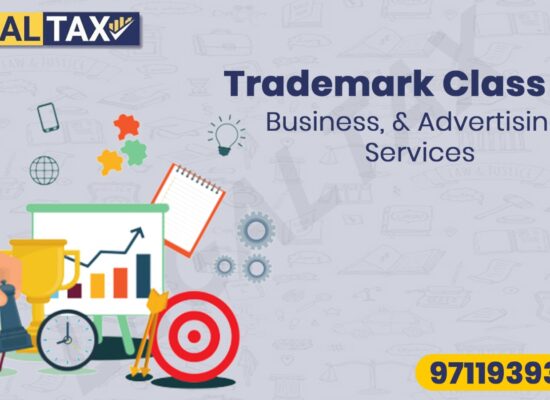 ALTAX
Trademark Class
Business, & Advertisin
Services
97119393